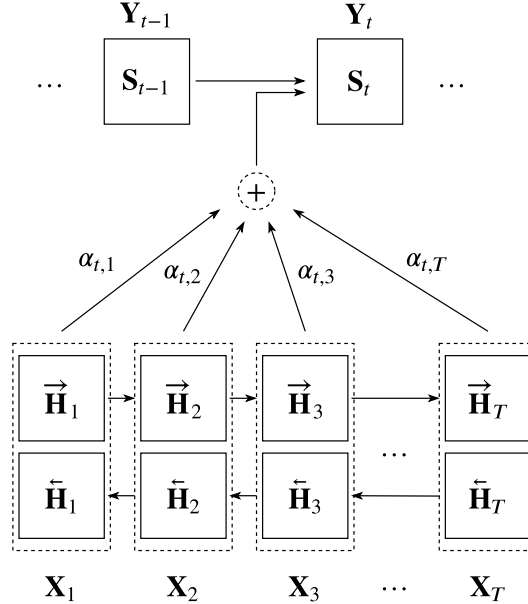 Y_{t−1} Y_t
… S_{t−1} S_t …
+
α_{t,1} α_{t,2} α_{t,3} α_{t,T}
→H_1 →H_2 →H_3 →H_T
…
←H_1 ←H_2 ←H_3 ←H_T
X_1 X_2 X_3 … X_T